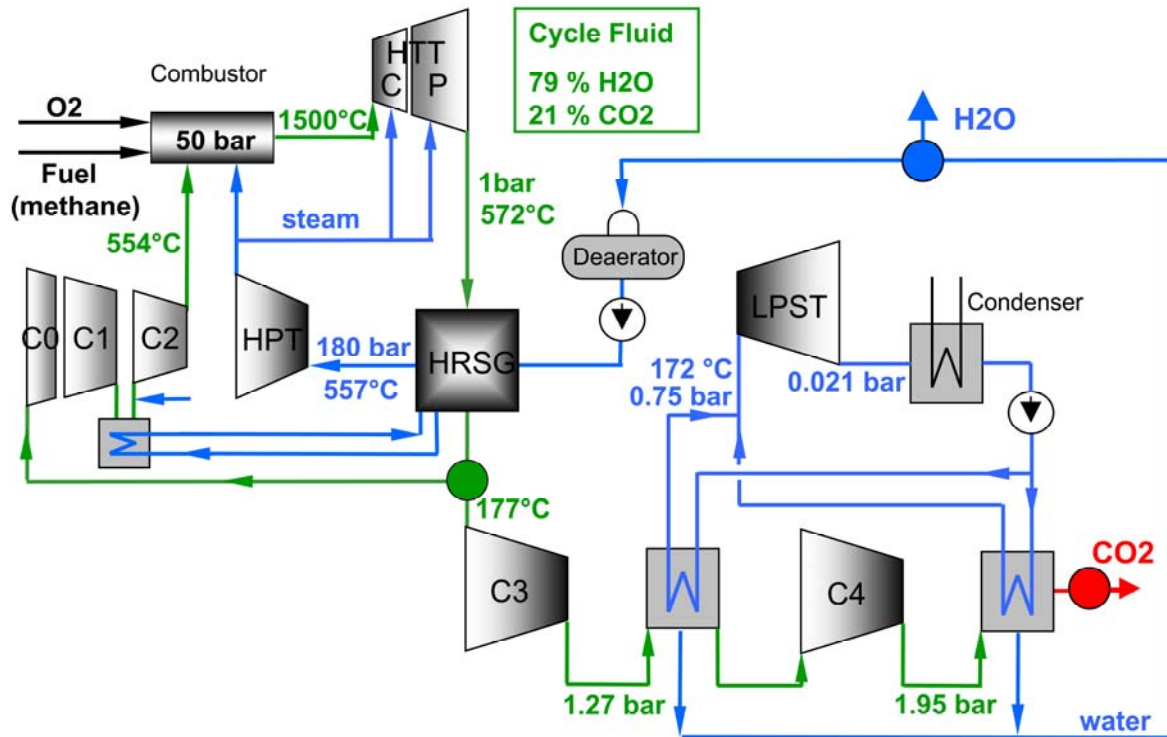 HTT
C P
Cycle Fluid
79 % H2O
21 % CO2
Combustor
O2
1500°C
50 bar
H2O
Fuel
(methane)
1bar
572°C
steam
554°C
Deaerator
C0
C1
C2
HPT
180 bar
557°C
HRSG
LPST
Condenser
172 °C
0.75 bar
0.021 bar
177°C
C3
C4
CO2
1.27 bar
1.95 bar
water